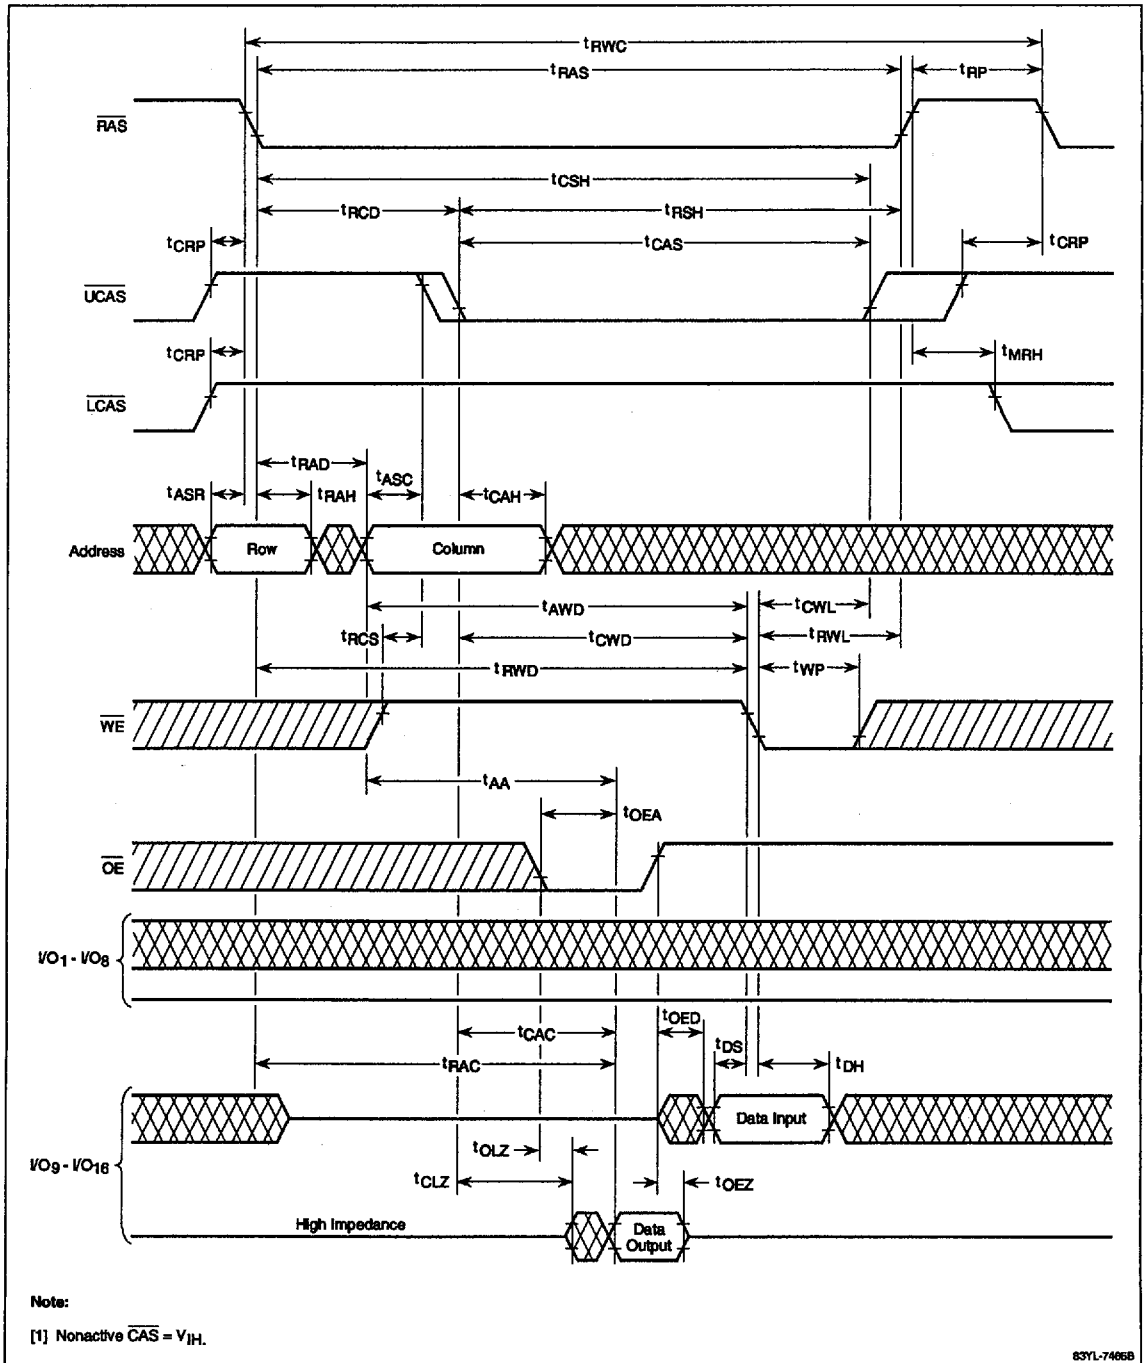 tRWC
tRAS
tRP
RAS
tCSH
tRCD
tRSH
tCRP
tCAS
tCRP
UCAS
tCRP
tMRH
LCAS
tRAD
tASC
tASR
tRAH
tCAH
Address
Row
Column
tAWD
tCWL
tRCS
tCWD
tRWL
tRWD
tWP
WE
tAA
tOEA
OE
I/O1 - I/O8
tCAC
tOED
tRAC
tDS
tDH
Data Input
I/O9 - I/O16
tOLZ
tCLZ
tOEZ
High Impedance
Data
Output
Note:
[1] Nonactive CAS = VIH.
83YL-7465B